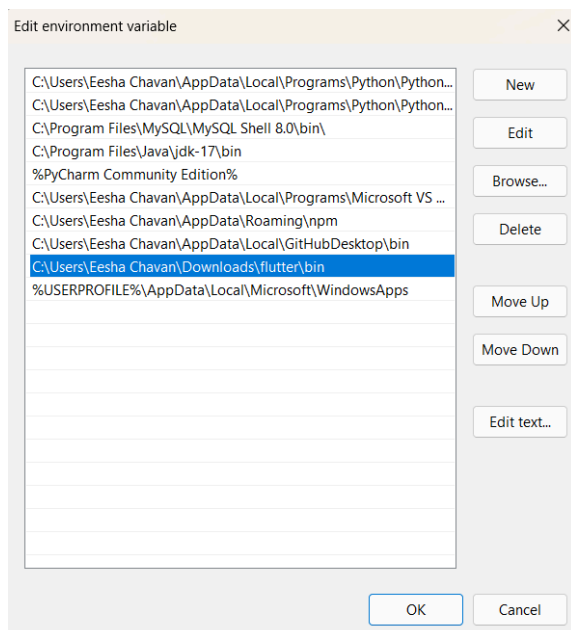 Edit environment variable
C:\Users\Eesha Chavan\AppData\Local\Programs\Python\Python...
C:\Users\Eesha Chavan\AppData\Local\Programs\Python\Python...
C:\Program Files\MySQL\MySQL Shell 8.0\bin\
C:\Program Files\Java\jdk-17\bin
%PyCharm Community Edition%
C:\Users\Eesha Chavan\AppData\Local\Programs\Microsoft VS ...
C:\Users\Eesha Chavan\AppData\Roaming\npm
C:\Users\Eesha Chavan\AppData\Local\GitHubDesktop\bin
C:\Users\Eesha Chavan\Downloads\flutter\bin
%USERPROFILE%\AppData\Local\Microsoft\WindowsApps
New
Edit
Browse...
Delete
Move Up
Move Down
Edit text...
OK
Cancel